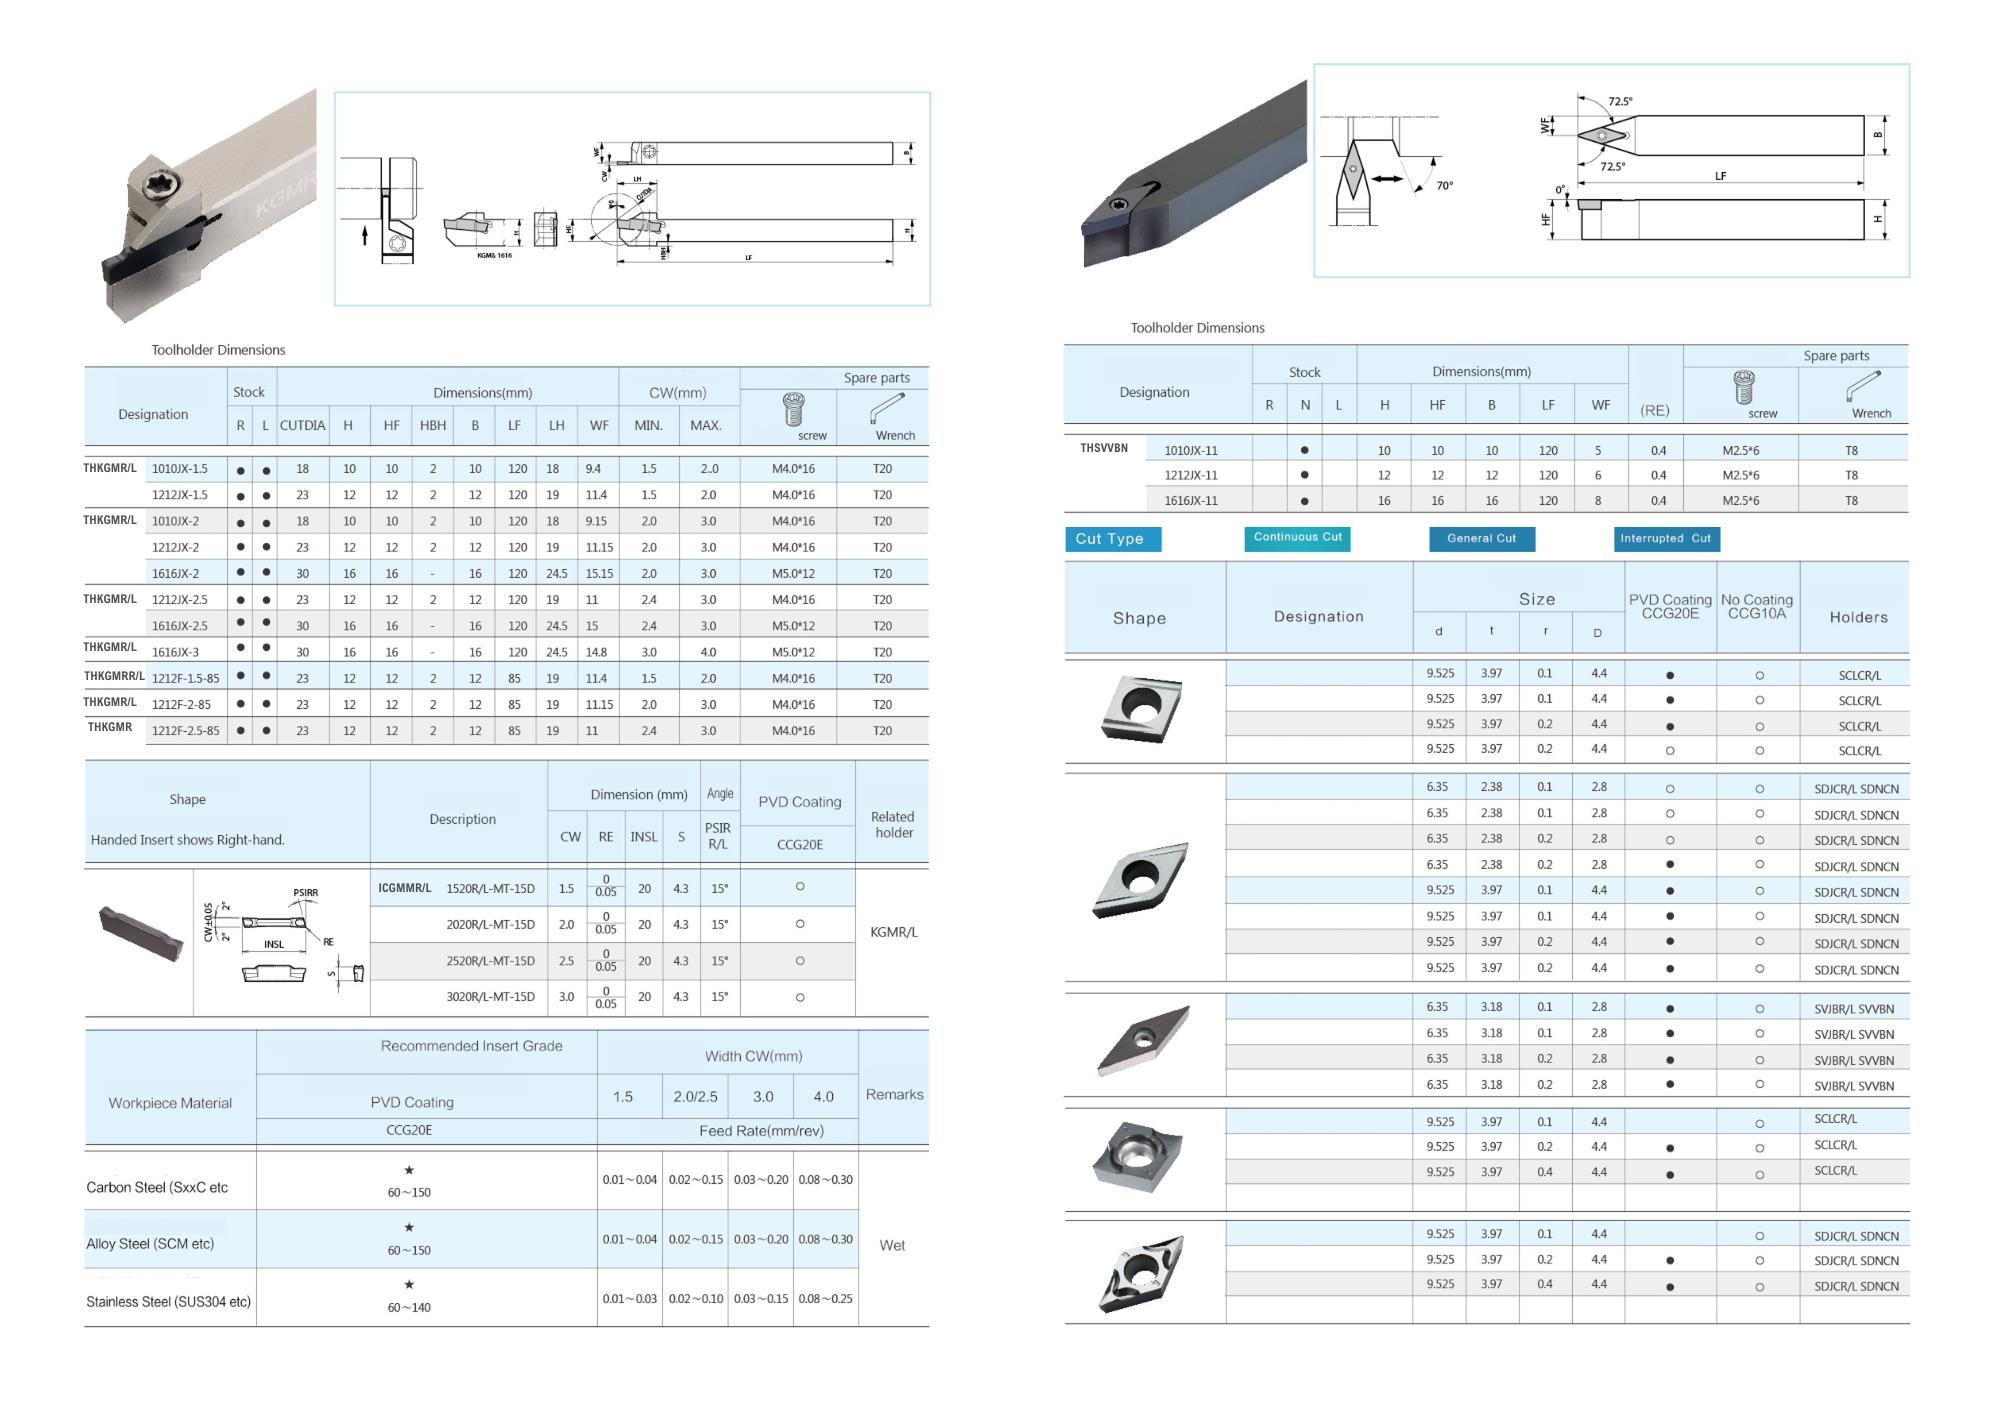 KGMR
WF
B
CW
LH
CUTDIA
HF
H
H
HBH
LF
KGM& 1616
Toolholder Dimensions
Designation Stock Dimensions(mm) CW(mm) Spare parts
R L CUTDIA H HF HBH B LF LH WF MIN. MAX. screw Wrench
THKGMR/L 1010JX-1.5 ● ● 18 10 10 2 10 120 18 9.4 1.5 2..0 M4.0*16 T20
1212JX-1.5 ● ● 23 12 12 2 12 120 19 11.4 1.5 2.0 M4.0*16 T20
THKGMR/L 1010JX-2 ● ● 18 10 10 2 10 120 18 9.15 2.0 3.0 M4.0*16 T20
1212JX-2 ● ● 23 12 12 2 12 120 19 11.15 2.0 3.0 M4.0*16 T20
1616JX-2 ● ● 30 16 16 - 16 120 24.5 15.15 2.0 3.0 M5.0*12 T20
THKGMR/L 1212JX-2.5 ● ● 23 12 12 2 12 120 19 11 2.4 3.0 M4.0*16 T20
1616JX-2.5 ● ● 30 16 16 - 16 120 24.5 15 2.4 3.0 M5.0*12 T20
THKGMR/L 1616JX-3 ● ● 30 16 16 - 16 120 24.5 14.8 3.0 4.0 M5.0*12 T20
THKGMRR/L 1212F-1.5-85 ● ● 23 12 12 2 12 85 19 11.4 1.5 2.0 M4.0*16 T20
THKGMR/L 1212F-2-85 ● ● 23 12 12 2 12 85 19 11.15 2.0 3.0 M4.0*16 T20
THKGMR 1212F-2.5-85 ● ● 23 12 12 2 12 85 19 11 2.4 3.0 M4.0*16 T20
Shape Description Dimension (mm) Angle PVD Coating Related holder
Handed Insert shows Right-hand. CW RE INSL S PSIR R/L CCG20E
PSIRR
CW±0.05
2°
2°
INSL
RE
S
ICGMMR/L 1520R/L-MT-15D 1.5 0 0.05 20 4.3 15° ○
2020R/L-MT-15D 2.0 0 0.05 20 4.3 15° ○
KGMR/L
2520R/L-MT-15D 2.5 0 0.05 20 4.3 15° ○
3020R/L-MT-15D 3.0 0 0.05 20 4.3 15° ○
Workpiece Material Recommended Insert Grade Width CW(mm) Remarks
PVD Coating 1.5 2.0/2.5 3.0 4.0
CCG20E Feed Rate(mm/rev)
Carbon Steel (SxxC etc ★ 60～150 0.01～0.04 0.02～0.15 0.03～0.20 0.08～0.30
Alloy Steel (SCM etc) ★ 60～150 0.01～0.04 0.02～0.15 0.03～0.20 0.08～0.30 Wet
Stainless Steel (SUS304 etc) ★ 60～140 0.01～0.03 0.02～0.10 0.03～0.15 0.08～0.25
70°
72.5°
WF
B
72.5°
LF
0°
HF
H
Toolholder Dimensions
Designation Stock Dimensions(mm) (RE) Spare parts
R N L H HF B LF WF screw Wrench
THSVVBN 1010JX-11 ● 10 10 10 120 5 0.4 M2.5*6 T8
1212JX-11 ● 12 12 12 120 6 0.4 M2.5*6 T8
1616JX-11 ● 16 16 16 120 8 0.4 M2.5*6 T8
Cut Type Continuous Cut General Cut Interrupted Cut
Shape Designation Size PVD Coating CCG20E No Coating CCG10A Holders
d t r D
9.525 3.97 0.1 4.4 ● ○ SCLCR/L
9.525 3.97 0.1 4.4 ● ○ SCLCR/L
9.525 3.97 0.2 4.4 ● ○ SCLCR/L
9.525 3.97 0.2 4.4 ○ ○ SCLCR/L
6.35 2.38 0.1 2.8 ○ ○ SDJCR/L SDNCN
6.35 2.38 0.1 2.8 ○ ○ SDJCR/L SDNCN
6.35 2.38 0.2 2.8 ○ ○ SDJCR/L SDNCN
6.35 2.38 0.2 2.8 ● ○ SDJCR/L SDNCN
9.525 3.97 0.1 4.4 ● ○ SDJCR/L SDNCN
9.525 3.97 0.1 4.4 ● ○ SDJCR/L SDNCN
9.525 3.97 0.2 4.4 ● ○ SDJCR/L SDNCN
9.525 3.97 0.2 4.4 ● ○ SDJCR/L SDNCN
6.35 3.18 0.1 2.8 ● ○ SVJBR/L SVVBN
6.35 3.18 0.1 2.8 ● ○ SVJBR/L SVVBN
6.35 3.18 0.2 2.8 ● ○ SVJBR/L SVVBN
6.35 3.18 0.2 2.8 ● ○ SVJBR/L SVVBN
9.525 3.97 0.1 4.4 ○ SCLCR/L
9.525 3.97 0.2 4.4 ● ○ SCLCR/L
9.525 3.97 0.4 4.4 ● ○ SCLCR/L
9.525 3.97 0.1 4.4 ○ SDJCR/L SDNCN
9.525 3.97 0.2 4.4 ● ○ SDJCR/L SDNCN
9.525 3.97 0.4 4.4 ● ○ SDJCR/L SDNCN